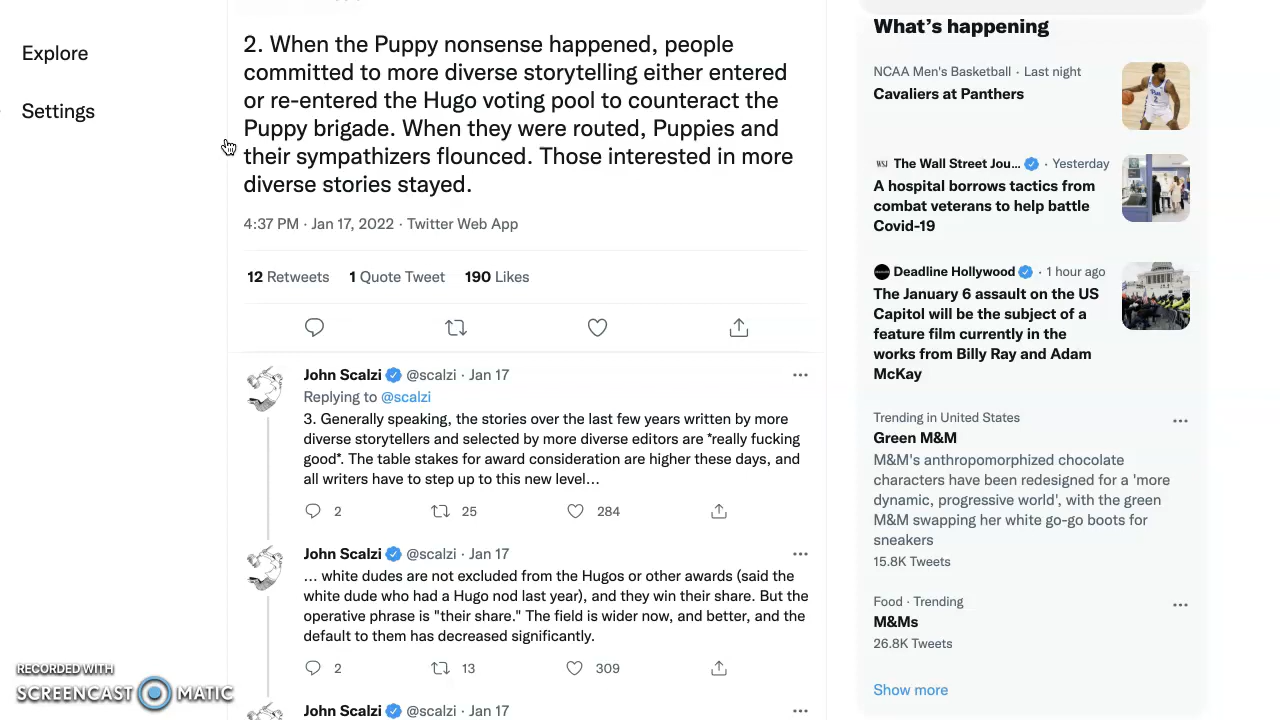 Explore
Settings
2. When the Puppy nonsense happened, people
committed to more diverse storytelling either entered
or re-entered the Hugo voting pool to counteract the
Puppy brigade. When they were routed, Puppies and
their sympathizers flounced. Those interested in more
diverse stories stayed.
4:37 PM · Jan 17, 2022 · Twitter Web App
12 Retweets 1 Quote Tweet 190 Likes
John Scalzi @scalzi · Jan 17
Replying to @scalzi
3. Generally speaking, the stories over the last few years written by more
diverse storytellers and selected by more diverse editors are *really fucking
good*. The table stakes for award consideration are higher these days, and
all writers have to step up to this new level...
2 25 284
John Scalzi @scalzi · Jan 17
... white dudes are not excluded from the Hugos or other awards (said the
white dude who had a Hugo nod last year), and they win their share. But the
operative phrase is "their share." The field is wider now, and better, and the
default to them has decreased significantly.
2 13 309
John Scalzi @scalzi · Jan 17
What's happening
NCAA Men's Basketball · Last night
Cavaliers at Panthers
WSJ The Wall Street Jou... · Yesterday
A hospital borrows tactics from
combat veterans to help battle
Covid-19
Deadline Hollywood · 1 hour ago
The January 6 assault on the US
Capitol will be the subject of a
feature film currently in the
works from Billy Ray and Adam
McKay
Trending in United States
Green M&M
M&M's anthropomorphized chocolate
characters have been redesigned for a 'more
dynamic, progressive world', with the green
M&M swapping her white go-go boots for
sneakers
15.8K Tweets
Food · Trending
M&Ms
26.8K Tweets
Show more
RECORDED WITH
SCREENCAST MATIC